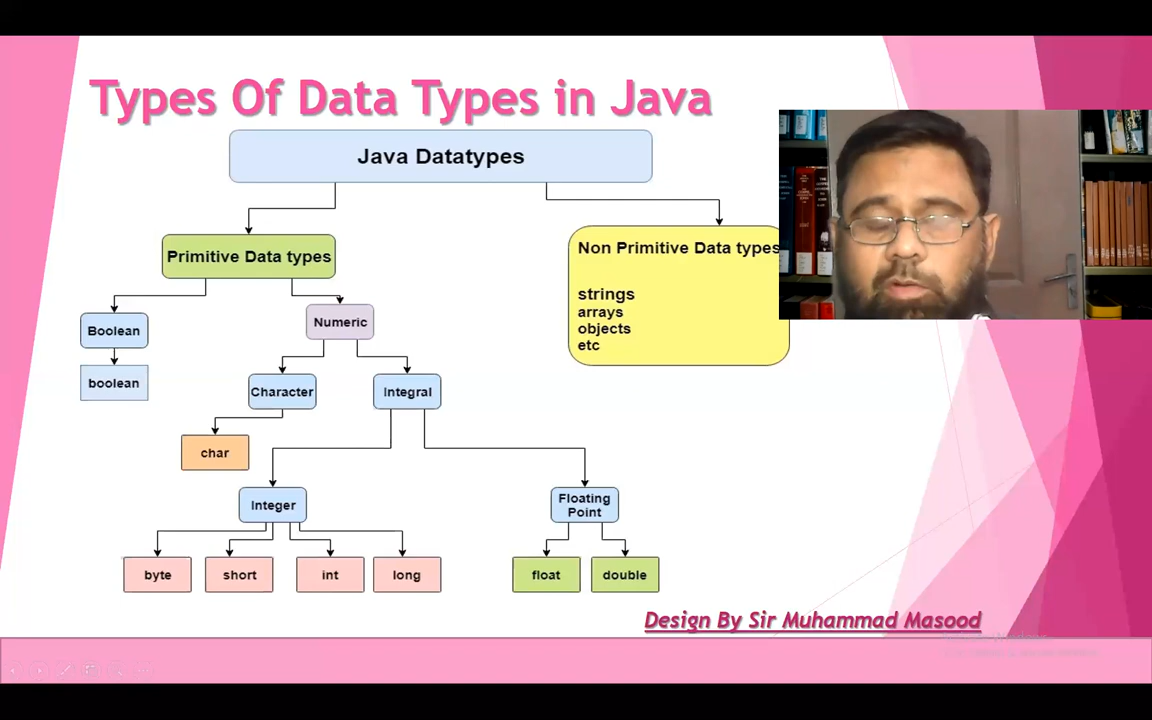 Types Of Data Types in Java
Java Datatypes
Primitive Data types
Non Primitive Data types
strings
arrays
objects
etc
Boolean
Numeric
boolean
Character
Integral
char
Integer
Floating
Point
byte
short
int
long
float
double
Design By Sir Muhammad Masood